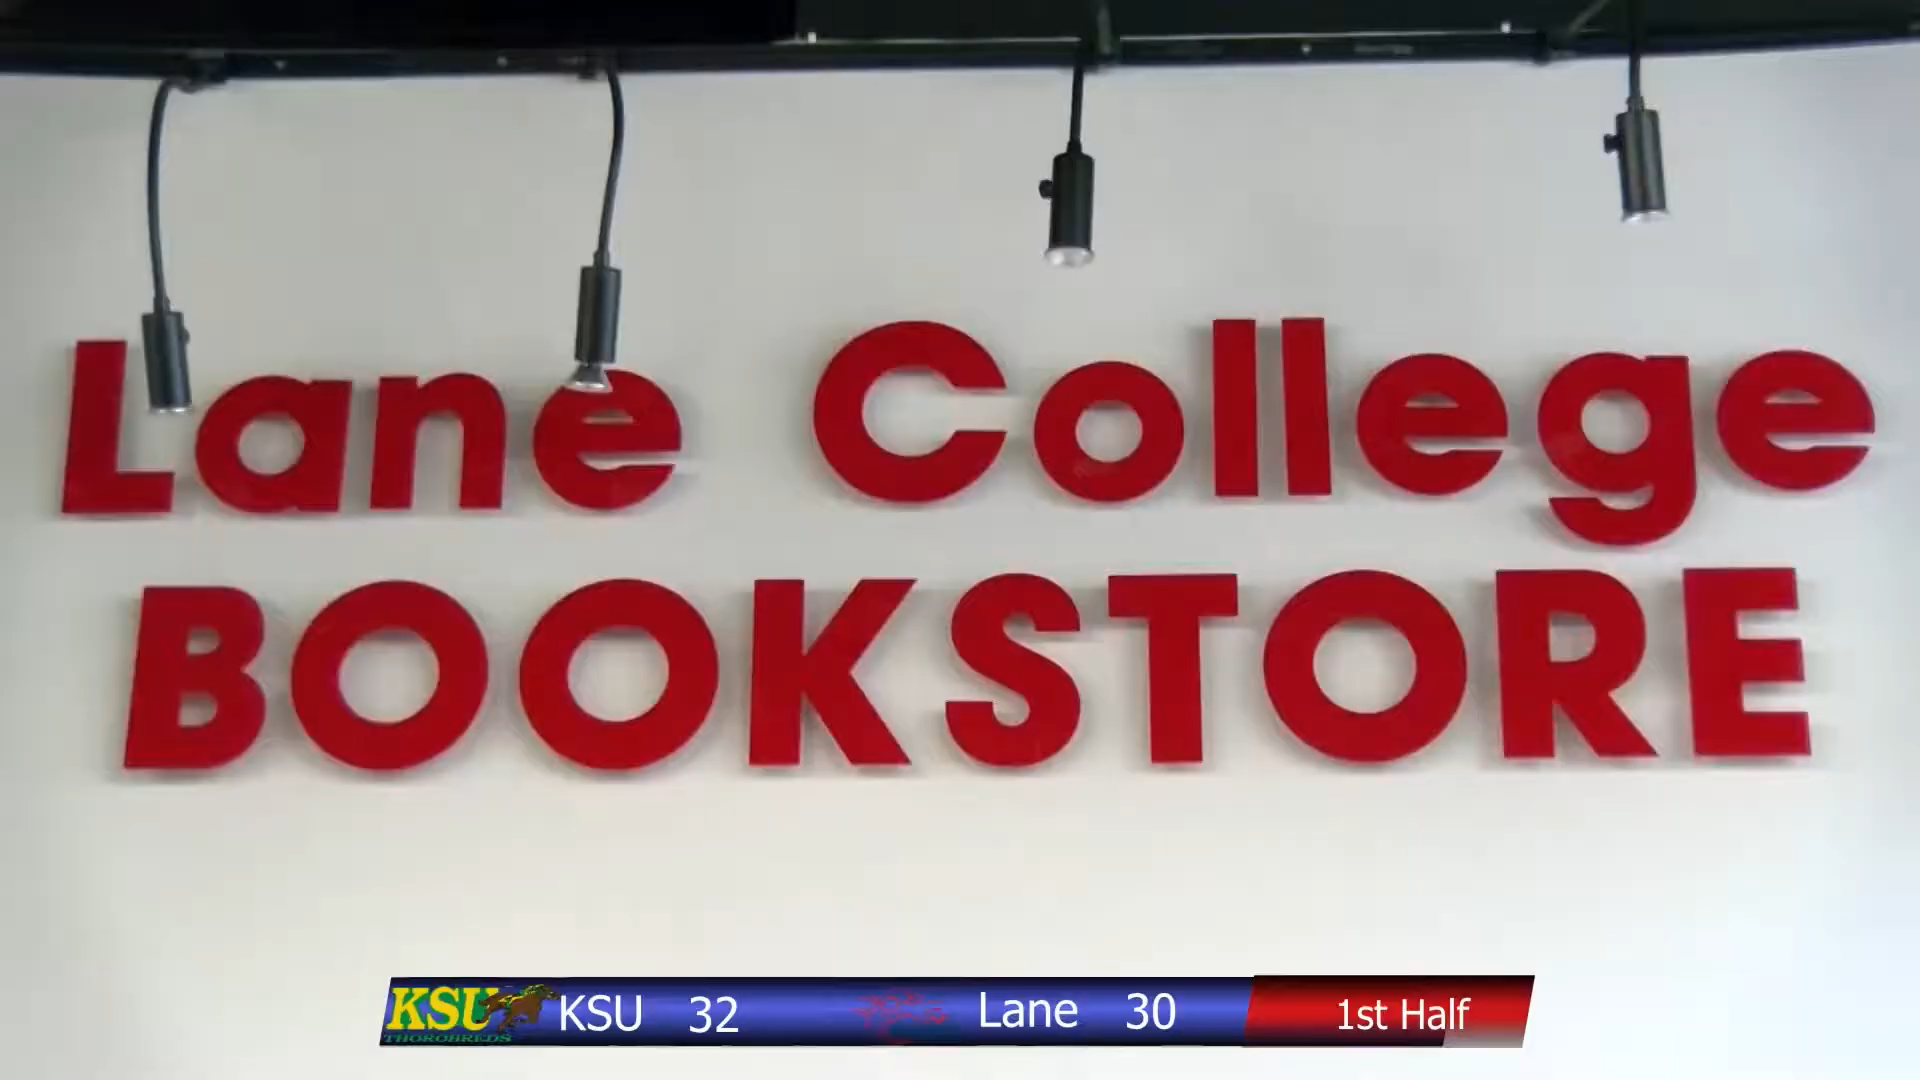 Lane College
BOOKSTORE
KSU THOROBREDS KSU 32 Lane 30 1st Half